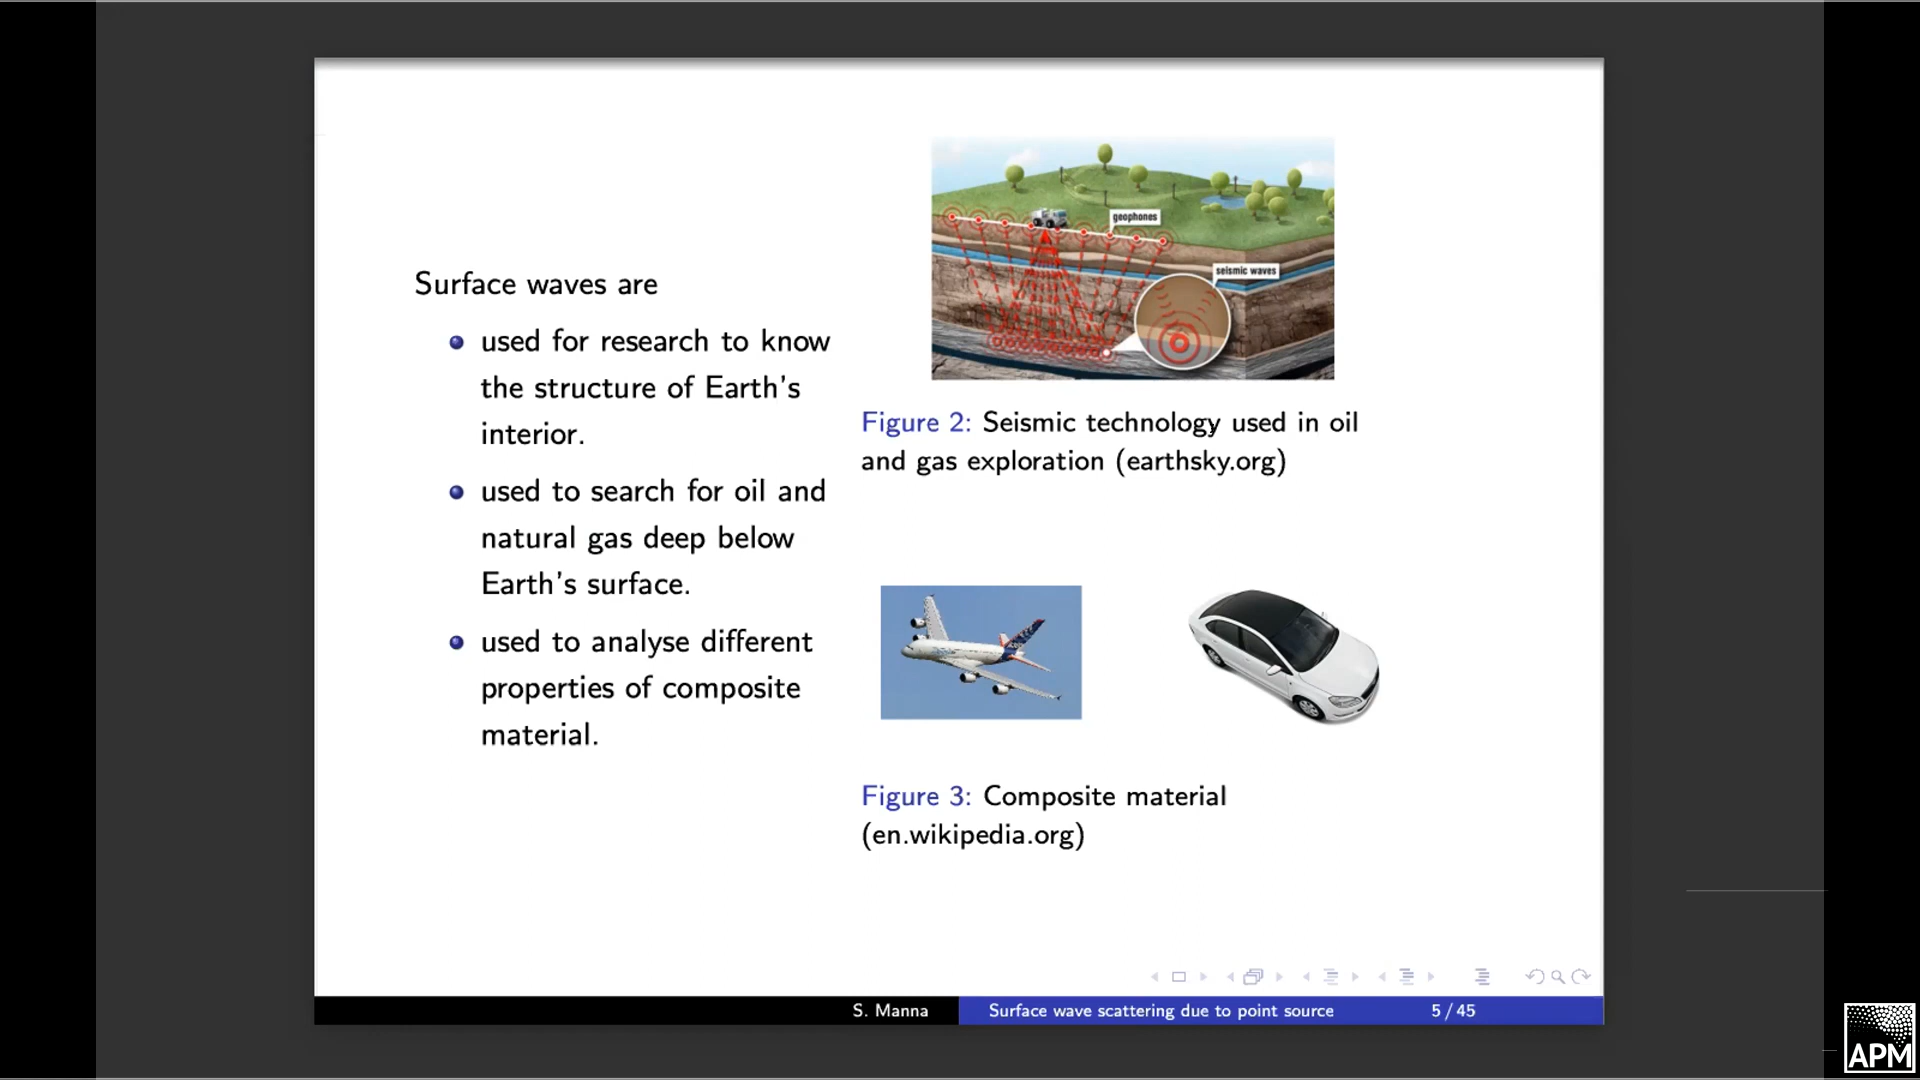 Surface waves are
used for research to know
the structure of Earth's
interior.
used to search for oil and
natural gas deep below
Earth's surface.
used to analyse different
properties of composite
material.
geophones
seismic waves
Figure 2: Seismic technology used in oil
and gas exploration (earthsky.org)
Figure 3: Composite material
(en.wikipedia.org)
S. Manna
Surface wave scattering due to point source
5 / 45
APM